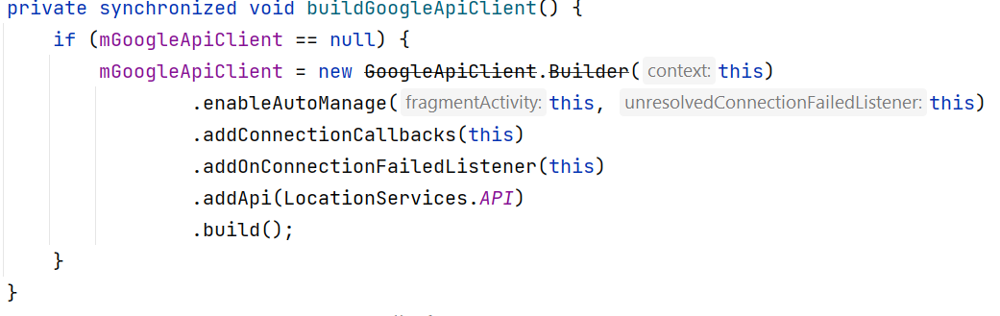 private synchronized void buildGoogleApiClient() {
if (mGoogleApiClient == null) {
mGoogleApiClient = new GoogleApiClient.Builder( context: this)
.enableAutoManage( fragmentActivity: this, unresolvedConnectionFailedListener: this)
.addConnectionCallbacks(this)
.addOnConnectionFailedListener(this)
.addApi(LocationServices.API)
.build();
}
}